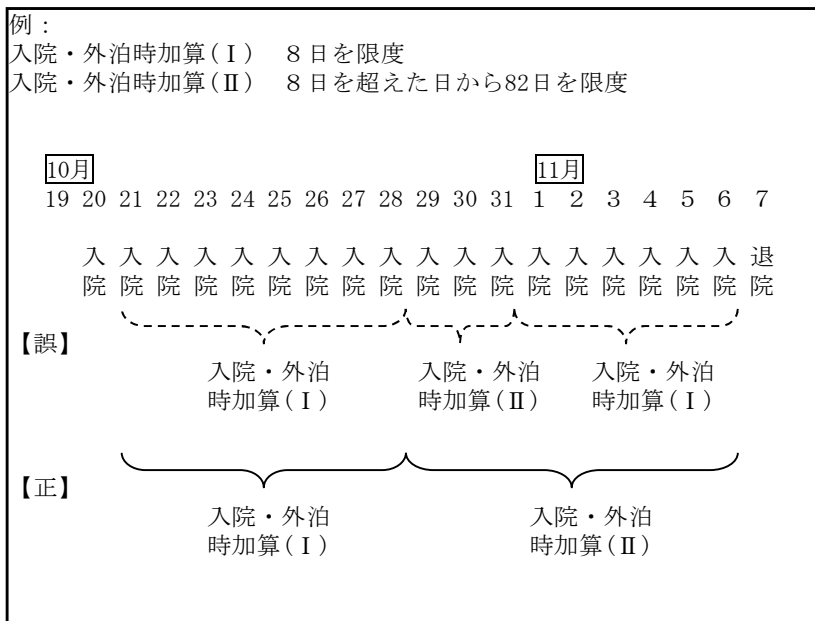 例：
入院・外泊時加算(Ⅰ)　８日を限度
入院・外泊時加算(Ⅱ)　８日を超えた日から82日を限度
10月　11月
19 20 21 22 23 24 25 26 27 28 29 30 31 1 2 3 4 5 6 7
入 入 入 入 入 入 入 入 入 入 入 入 入 入 入 入 入 入 退
院 院 院 院 院 院 院 院 院 院 院 院 院 院 院 院 院 院 院
【誤】
入院・外泊　入院・外泊　入院・外泊
時加算(Ⅰ)　時加算(Ⅱ)　時加算(Ⅰ)
【正】
入院・外泊　入院・外泊
時加算(Ⅰ)　時加算(Ⅱ)